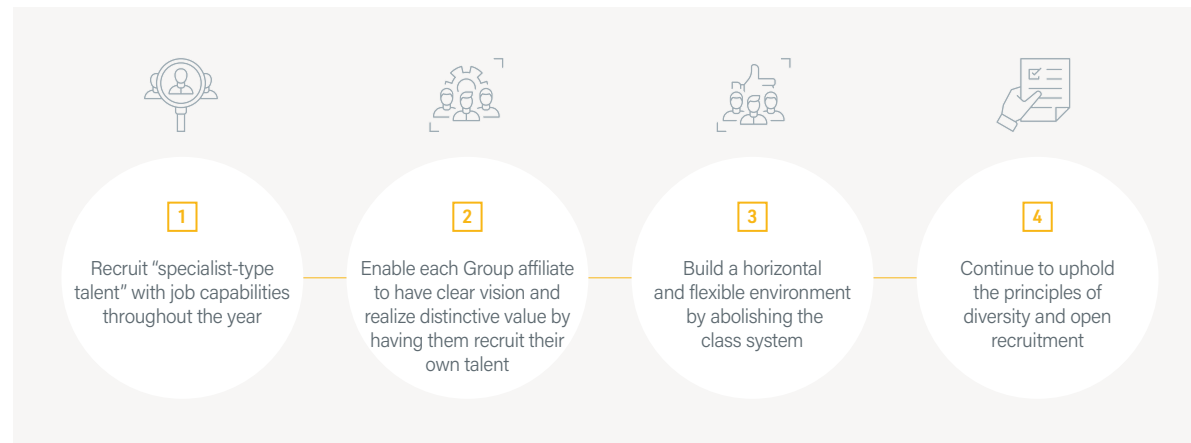 1
Recruit “specialist-type
talent” with job capabilities
throughout the year
2
Enable each Group affiliate
to have clear vision and
realize distinctive value by
having them recruit their
own talent
3
Build a horizontal
and flexible environment
by abolishing the
class system
4
Continue to uphold
the principles of
diversity and open
recruitment